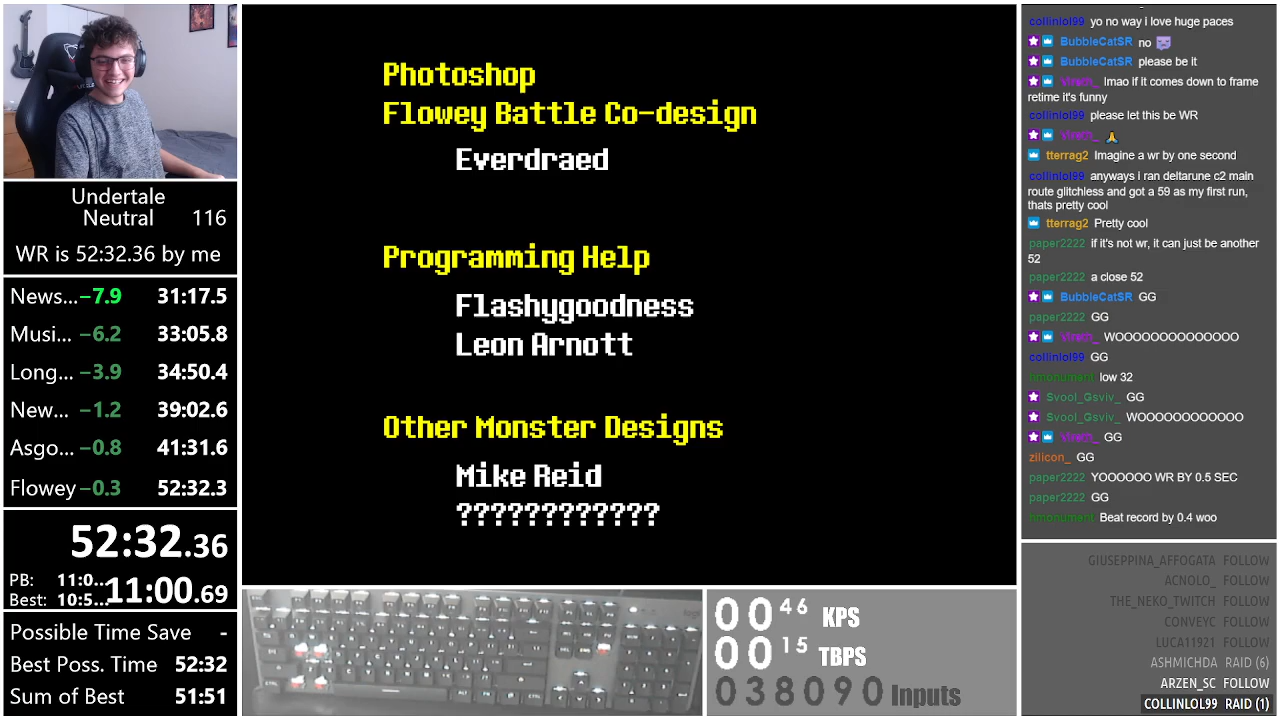 Undertale
Neutral 116
WR is 52:32.36 by me
News... −7.9 31:17.5
Musi... −6.2 33:05.8
Long... −3.9 34:50.4
New... −1.2 39:02.6
Asgo... −0.8 41:31.6
Flowey −0.3 52:32.3
52:32.36
PB: 11:0...
Best: 10:5...
11:00.69
Possible Time Save -
Best Poss. Time 52:32
Sum of Best 51:51
Photoshop
Flowey Battle Co-design
Everdraed
Programming Help
Flashygoodness
Leon Arnott
Other Monster Designs
Mike Reid
????????????
00 46 KPS
00 15 TBPS
038090 Inputs
collinlol99 yo no way i love huge paces
BubbleCatSR no
BubbleCatSR please be it
lmao if it comes down to frame
retime it's funny
collinlol99 please let this be WR
tterrag2 Imagine a wr by one second
collinlol99 anyways i ran deltarune c2 main
route glitchless and got a 59 as my first run,
thats pretty cool
tterrag2 Pretty cool
paper2222 if it's not wr, it can just be another
52
paper2222 a close 52
BubbleCatSR GG
paper2222 GG
WOOOOOOOOOOOOOO
collinlol99 GG
low 32
Svool_Gsviv_ GG
Svool_Gsviv_ WOOOOOOOOOOOO
GG
zilicon_ GG
paper2222 YOOOOOO WR BY 0.5 SEC
paper2222 GG
Beat record by 0.4 woo
GIUSEPPINA_AFFOGATA FOLLOW
ACNOLO_ FOLLOW
THE_NEKO_TWITCH FOLLOW
CONVEYC FOLLOW
LUCA11921 FOLLOW
ASHMICHDA RAID (6)
ARZEN_SC FOLLOW
COLLINLOL99 RAID (1)